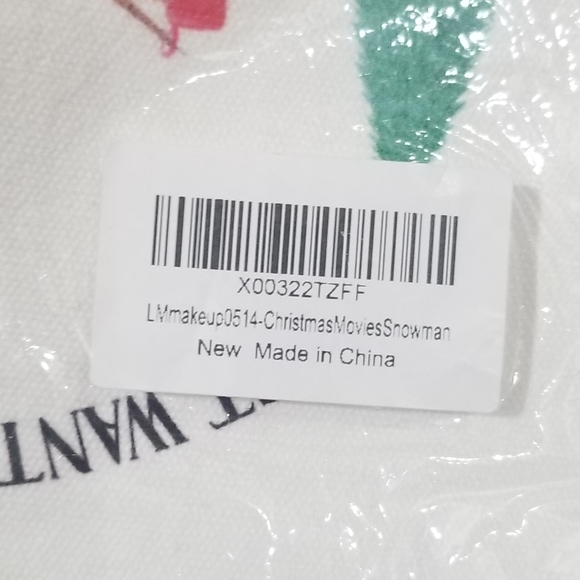 X00322TZFF
LMmakeup0514-ChristmasMoviesSnowman
New Made in China
WANT